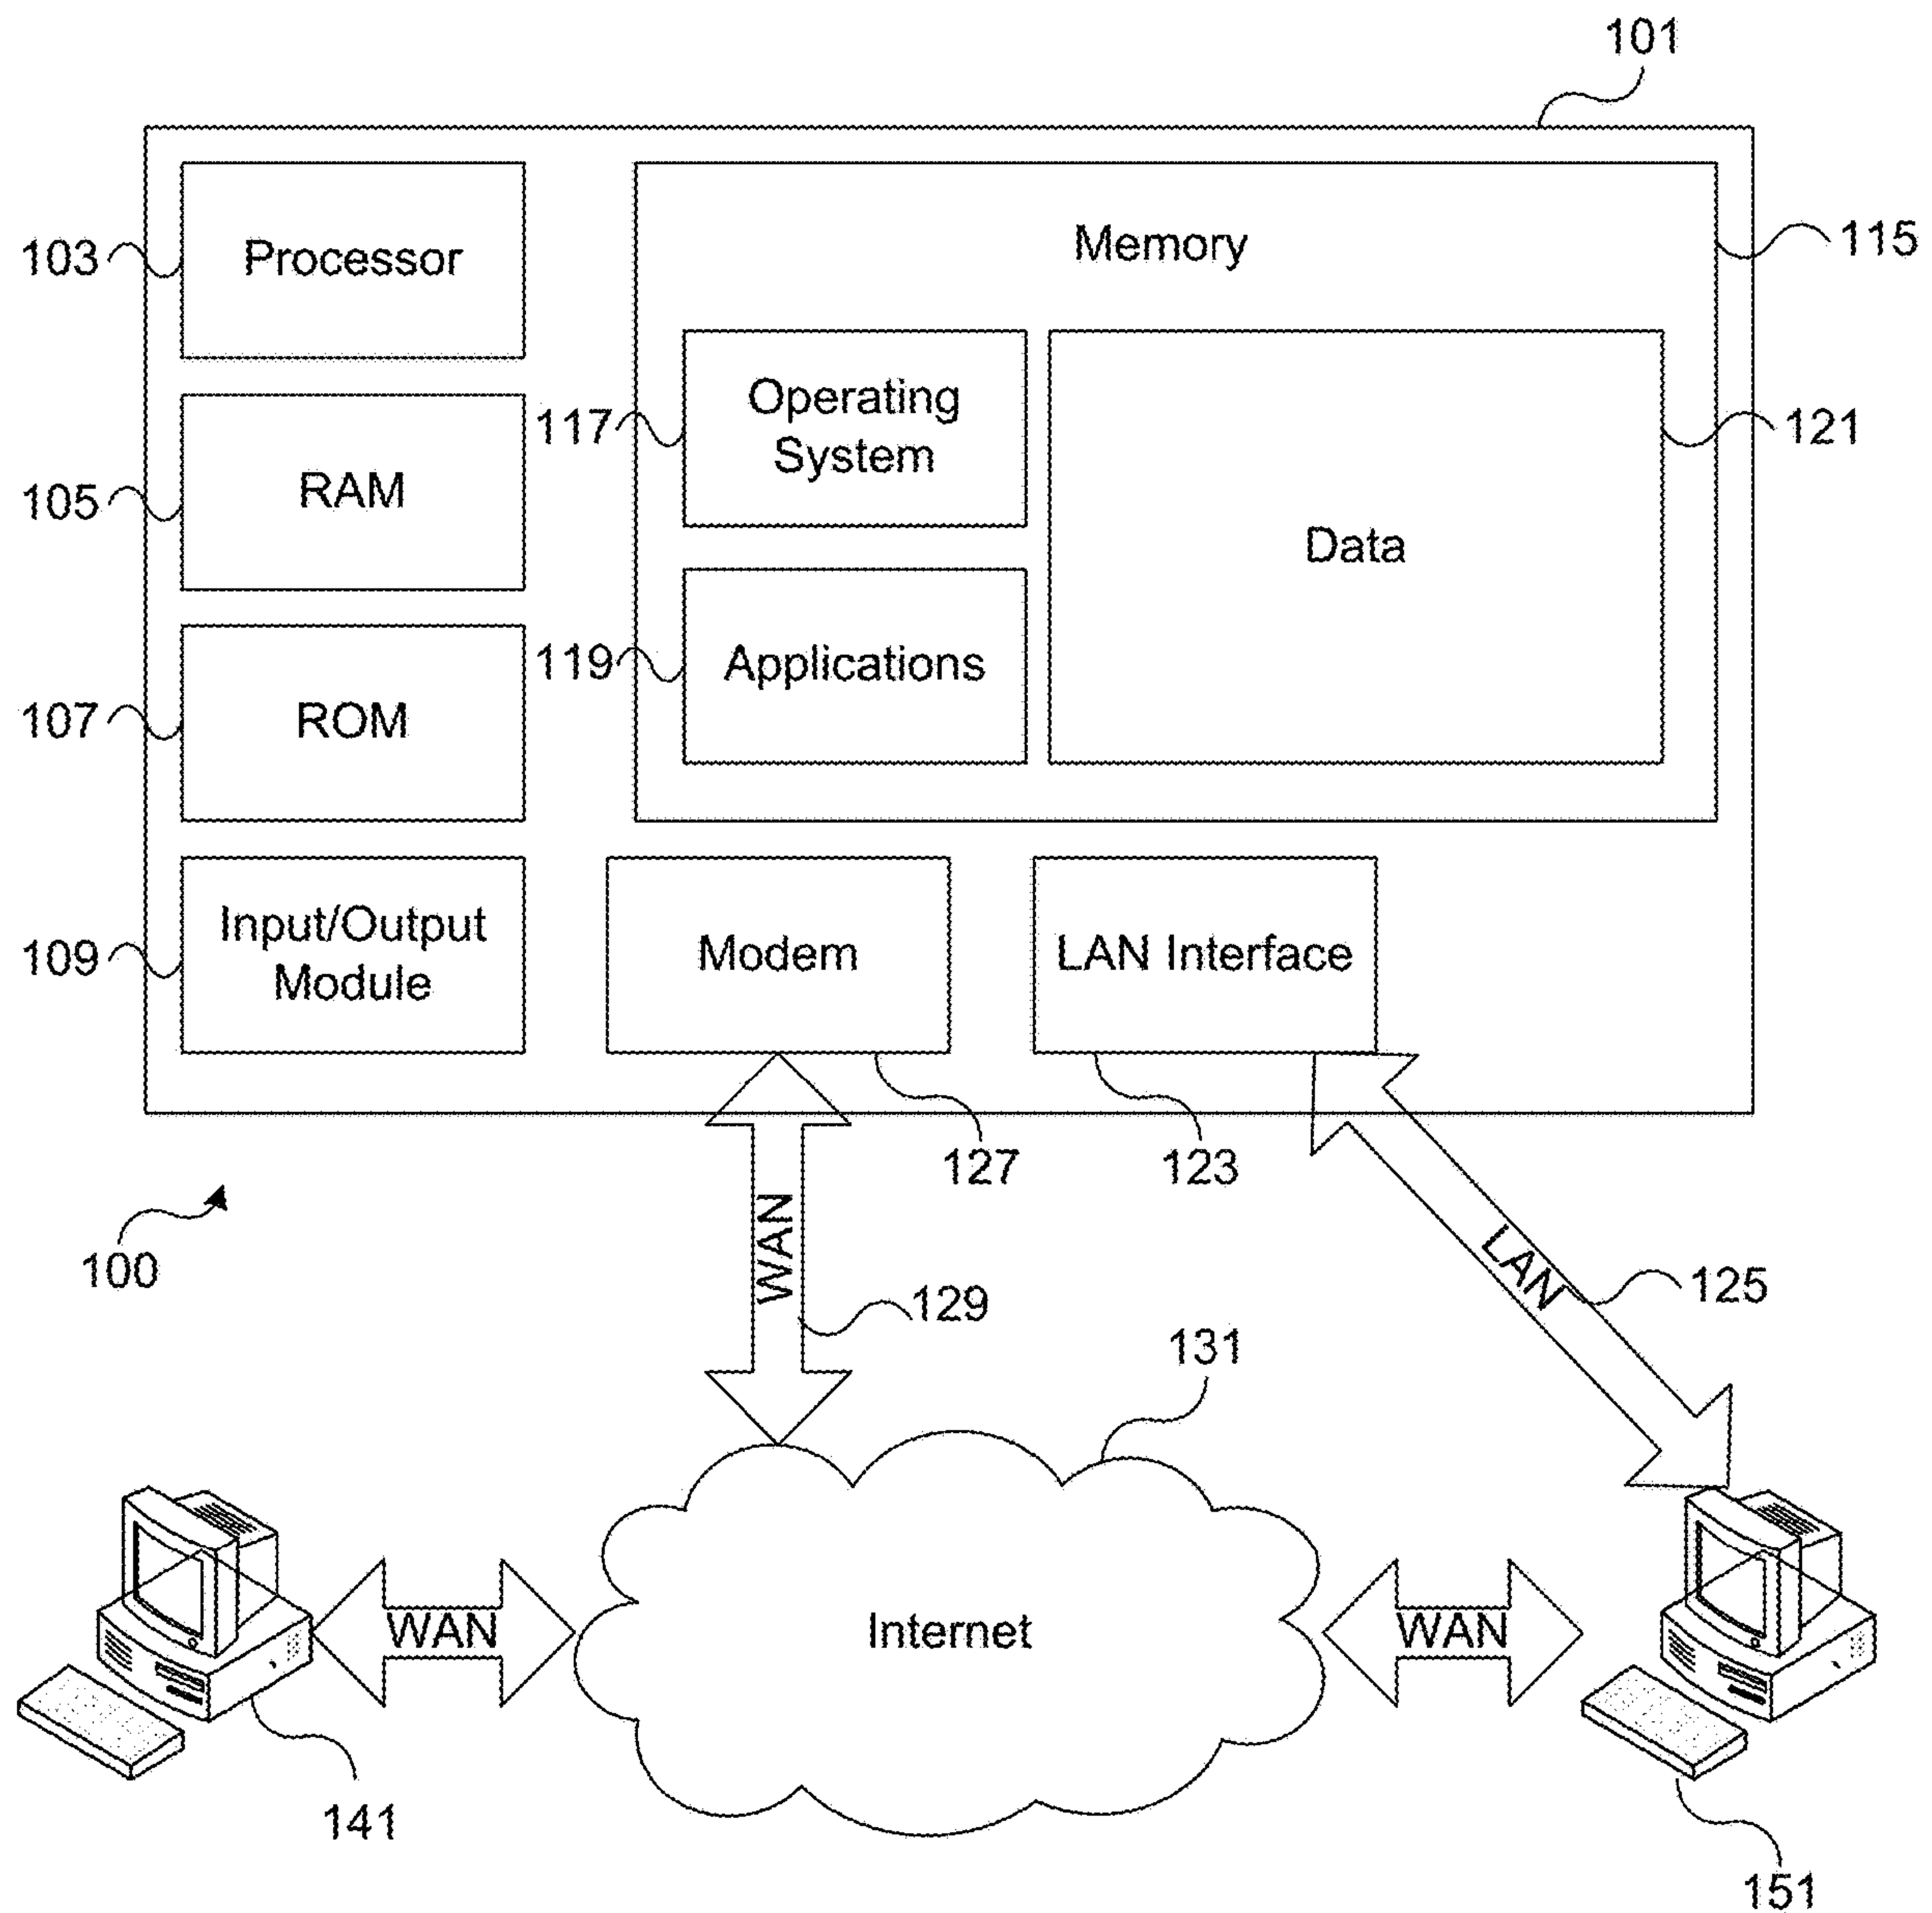 101
103
Processor
Memory
115
105
RAM
117
Operating
System
121
Data
107
ROM
119
Applications
109
Input/Output
Module
Modem
LAN Interface
127
123
100
WAN
129
LAN
125
131
WAN
Internet
WAN
141
151